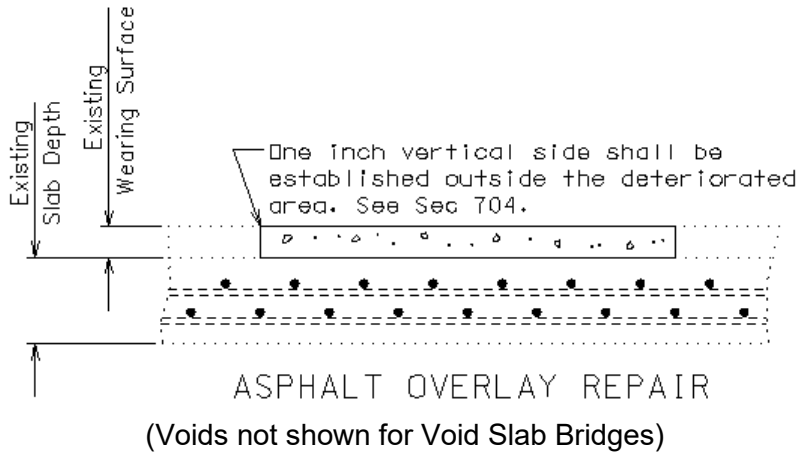 Existing
Slab Depth
Existing
Wearing Surface
One inch vertical side shall be
established outside the deteriorated
area. See Sec 704.
ASPHALT OVERLAY REPAIR
(Voids not shown for Void Slab Bridges)